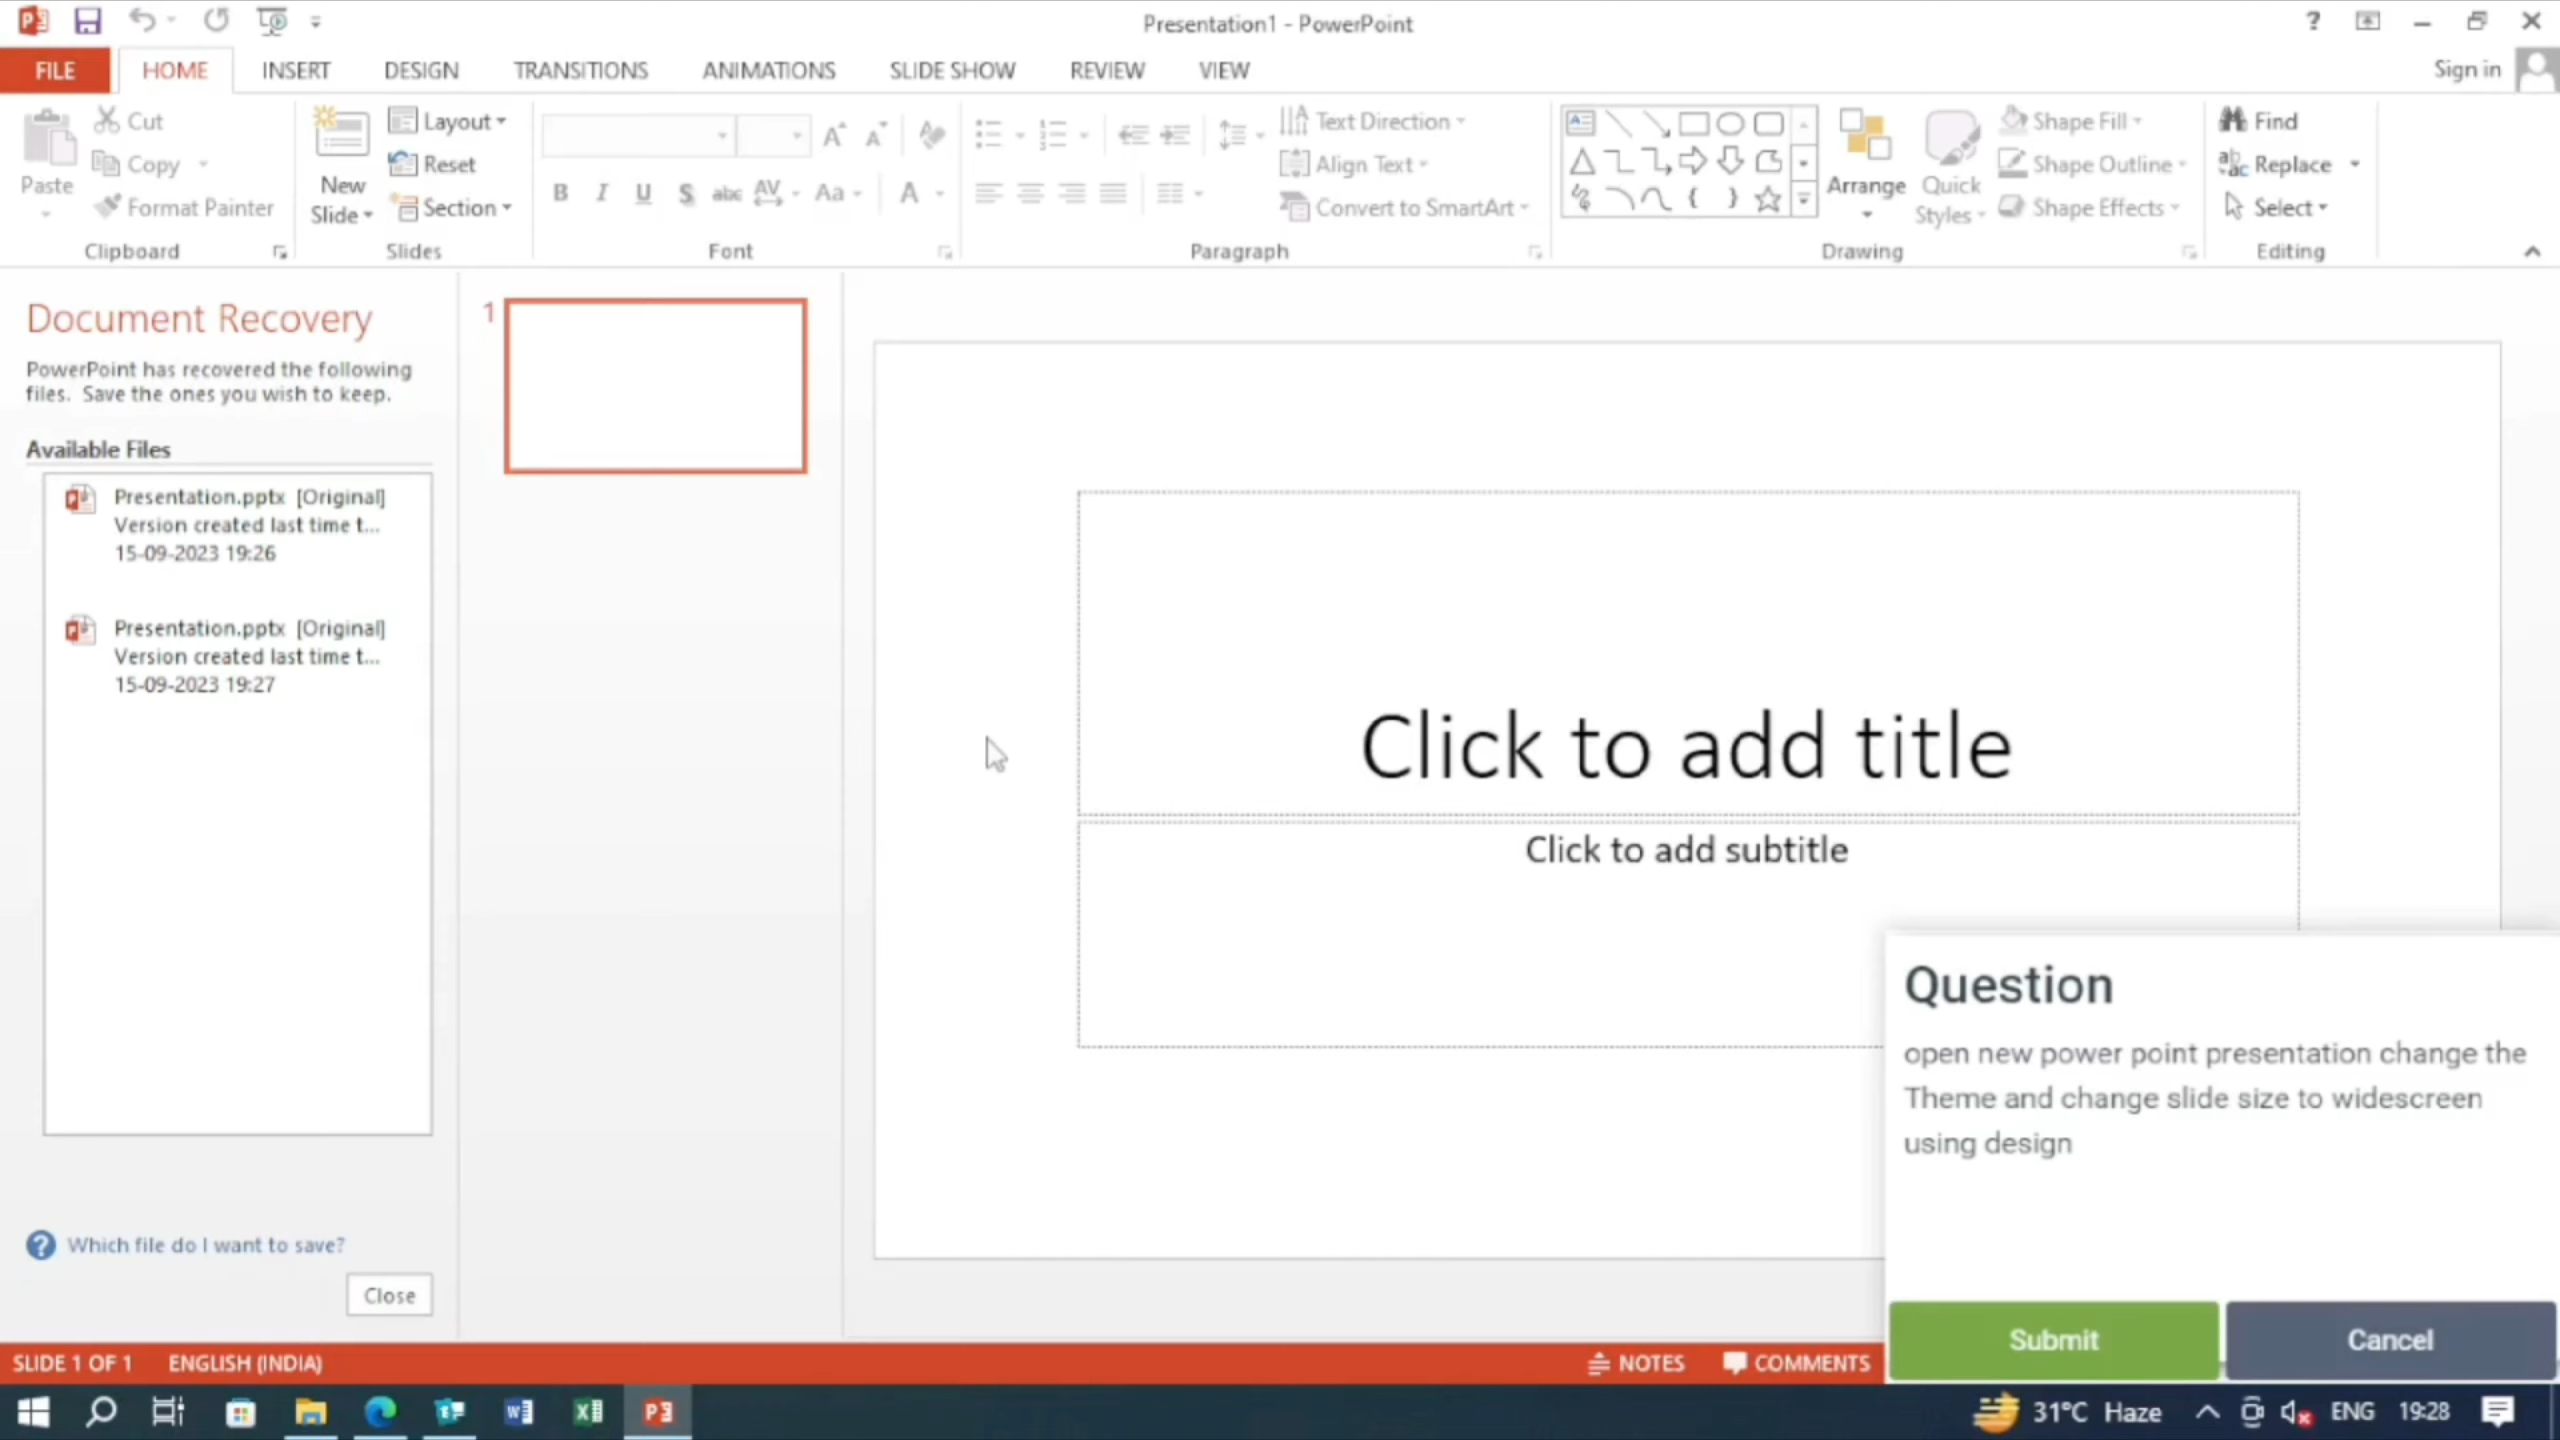 Presentation1 - PowerPoint
FILE HOME INSERT DESIGN TRANSITIONS ANIMATIONS SLIDE SHOW REVIEW VIEW Sign in
Paste
Cut
Copy
Format Painter
Clipboard
New
Slide
Layout
Reset
Section
Slides
B I U S abc AV Aa A
Font
Text Direction
Align Text
Convert to SmartArt
Paragraph
Arrange
Quick
Styles
Shape Fill
Shape Outline
Shape Effects
Drawing
Find
Replace
Select
Editing
Document Recovery
PowerPoint has recovered the following
files. Save the ones you wish to keep.
Available Files
Presentation.pptx [Original]
Version created last time t...
15-09-2023 19:26
Presentation.pptx [Original]
Version created last time t...
15-09-2023 19:27
Which file do I want to save?
Close
1
Click to add title
Click to add subtitle
Question
open new power point presentation change the
Theme and change slide size to widescreen
using design
Submit Cancel
SLIDE 1 OF 1 ENGLISH (INDIA) NOTES COMMENTS
31°C Haze ENG 19:28